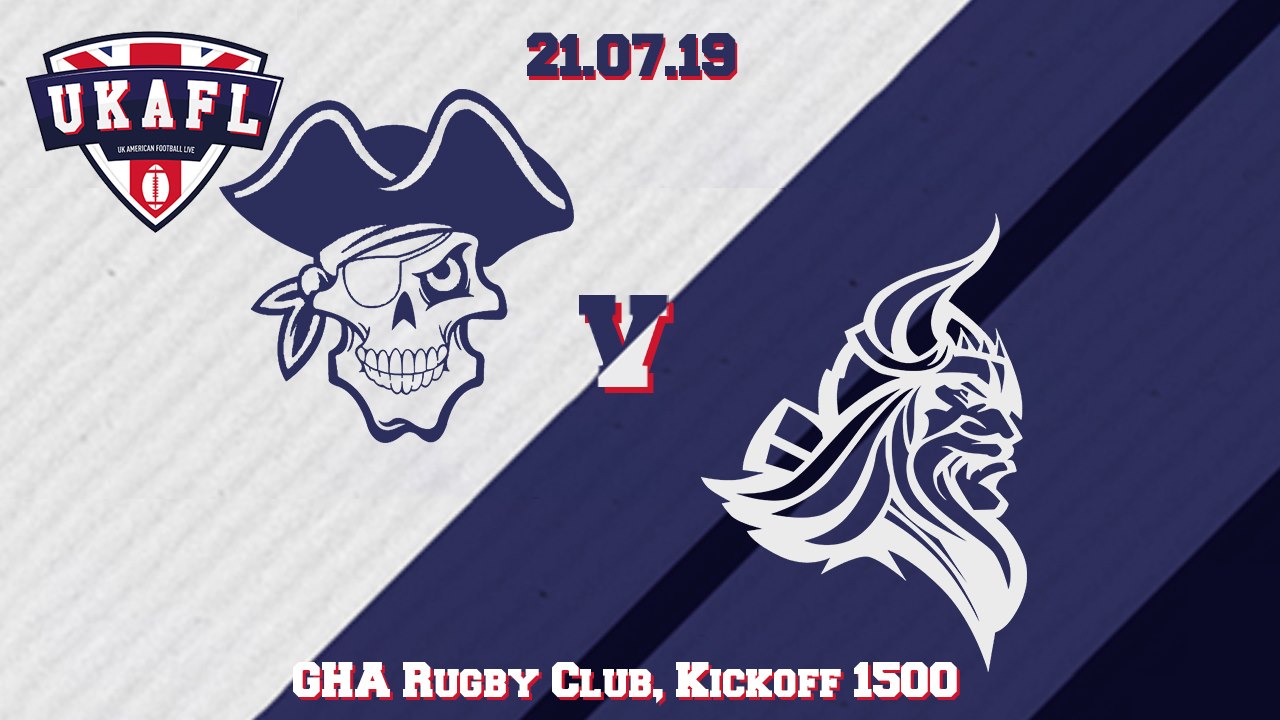 21.07.19
UKAFL
UK AMERICAN FOOTBALL LIVE
V
GHA Rugby Club, Kickoff 1500